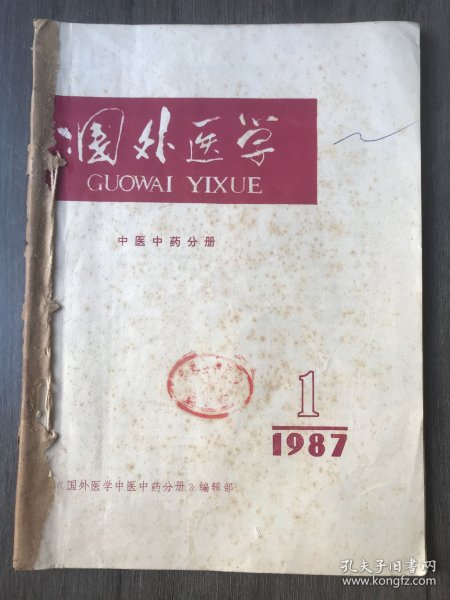 国外医学
GUOWAI YIXUE
中医中药分册
1
1987
《国外医学中医中药分册》编辑部
孔夫子旧书网
www.kongfz.com